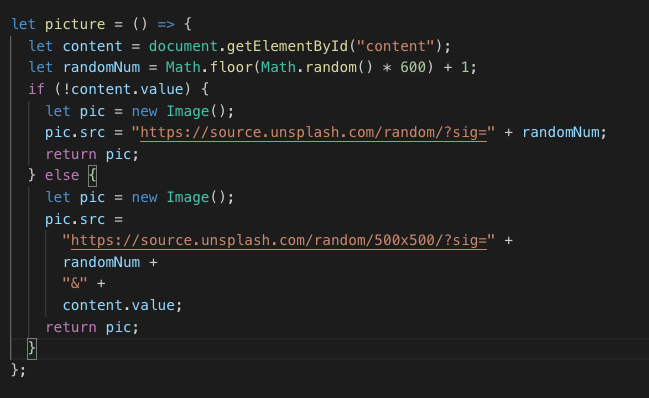 let picture = () => {
let content = document.getElementById("content");
let randomNum = Math.floor(Math.random() * 600) + 1;
if (!content.value) {
let pic = new Image();
pic.src = "https://source.unsplash.com/random/?sig=" + randomNum;
return pic;
} else {
let pic = new Image();
pic.src =
"https://source.unsplash.com/random/500x500/?sig=" +
randomNum +
"&" +
content.value;
return pic;
}
};